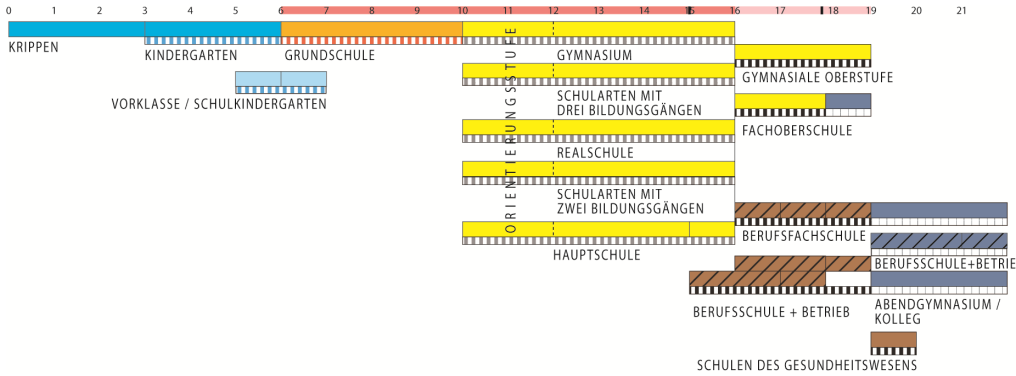 0 1 2 3 4 5 6 7 8 9 10 11 12 13 14 15 16 17 18 19 20 21
KRIPPEN
KINDERGARTEN
GRUNDSCHULE
ORIENTIERUNGSSTUFE
GYMNASIUM
GYMNASIALE OBERSTUFE
VORKLASSE / SCHULKINDERGARTEN
SCHULARTEN MIT
DREI BILDUNGSGÄNGEN
FACHOBERSCHULE
REALSCHULE
SCHULARTEN MIT
ZWEI BILDUNGSGÄNGEN
BERUFSFACHSCHULE
HAUPTSCHULE
BERUFSSCHULE+BETRIE
BERUFSSCHULE + BETRIEB
ABENDGYMNASIUM /
KOLLEG
SCHULEN DES GESUNDHEITSWESENS